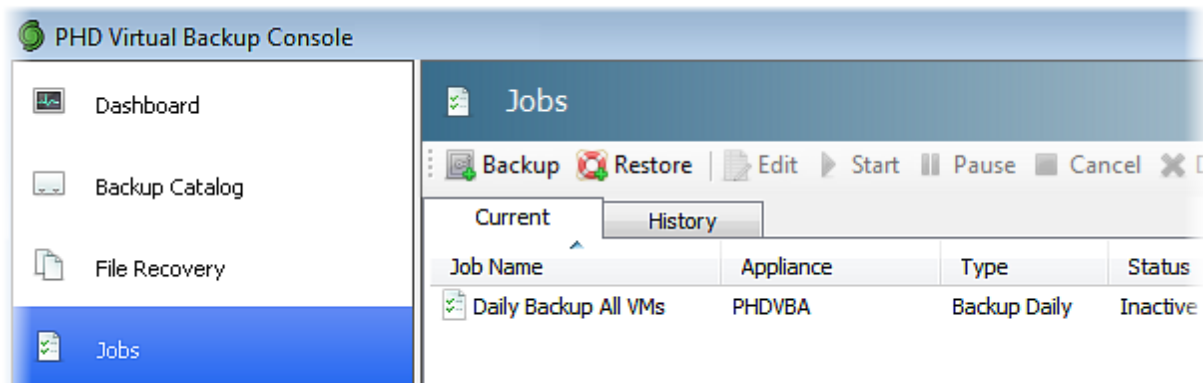 PHD Virtual Backup Console
Dashboard
Backup Catalog
File Recovery
Jobs
Jobs
Backup Restore Edit Start Pause Cancel
Current History
Job Name Appliance Type Status
Daily Backup All VMs PHDVBA Backup Daily Inactive